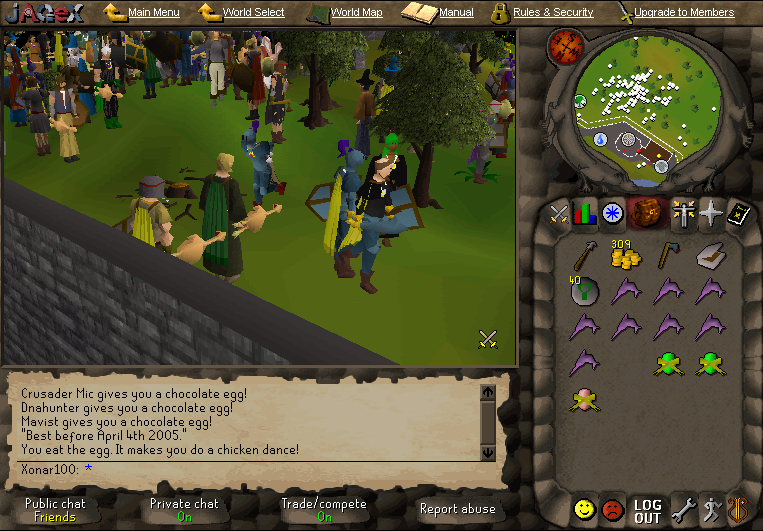 JAGEX Main Menu World Select World Map Manual Rules & Security Upgrade to Members
309
40
Crusader Mic gives you a chocolate egg!
Dnahunter gives you a chocolate egg!
Mavist gives you a chocolate egg!
"Best before April 4th 2005."
You eat the egg. It makes you do a chicken dance!
Xonar100: *
Public chat
Friends
Private chat
On
Trade/compete
On
Report abuse
LOG
OUT